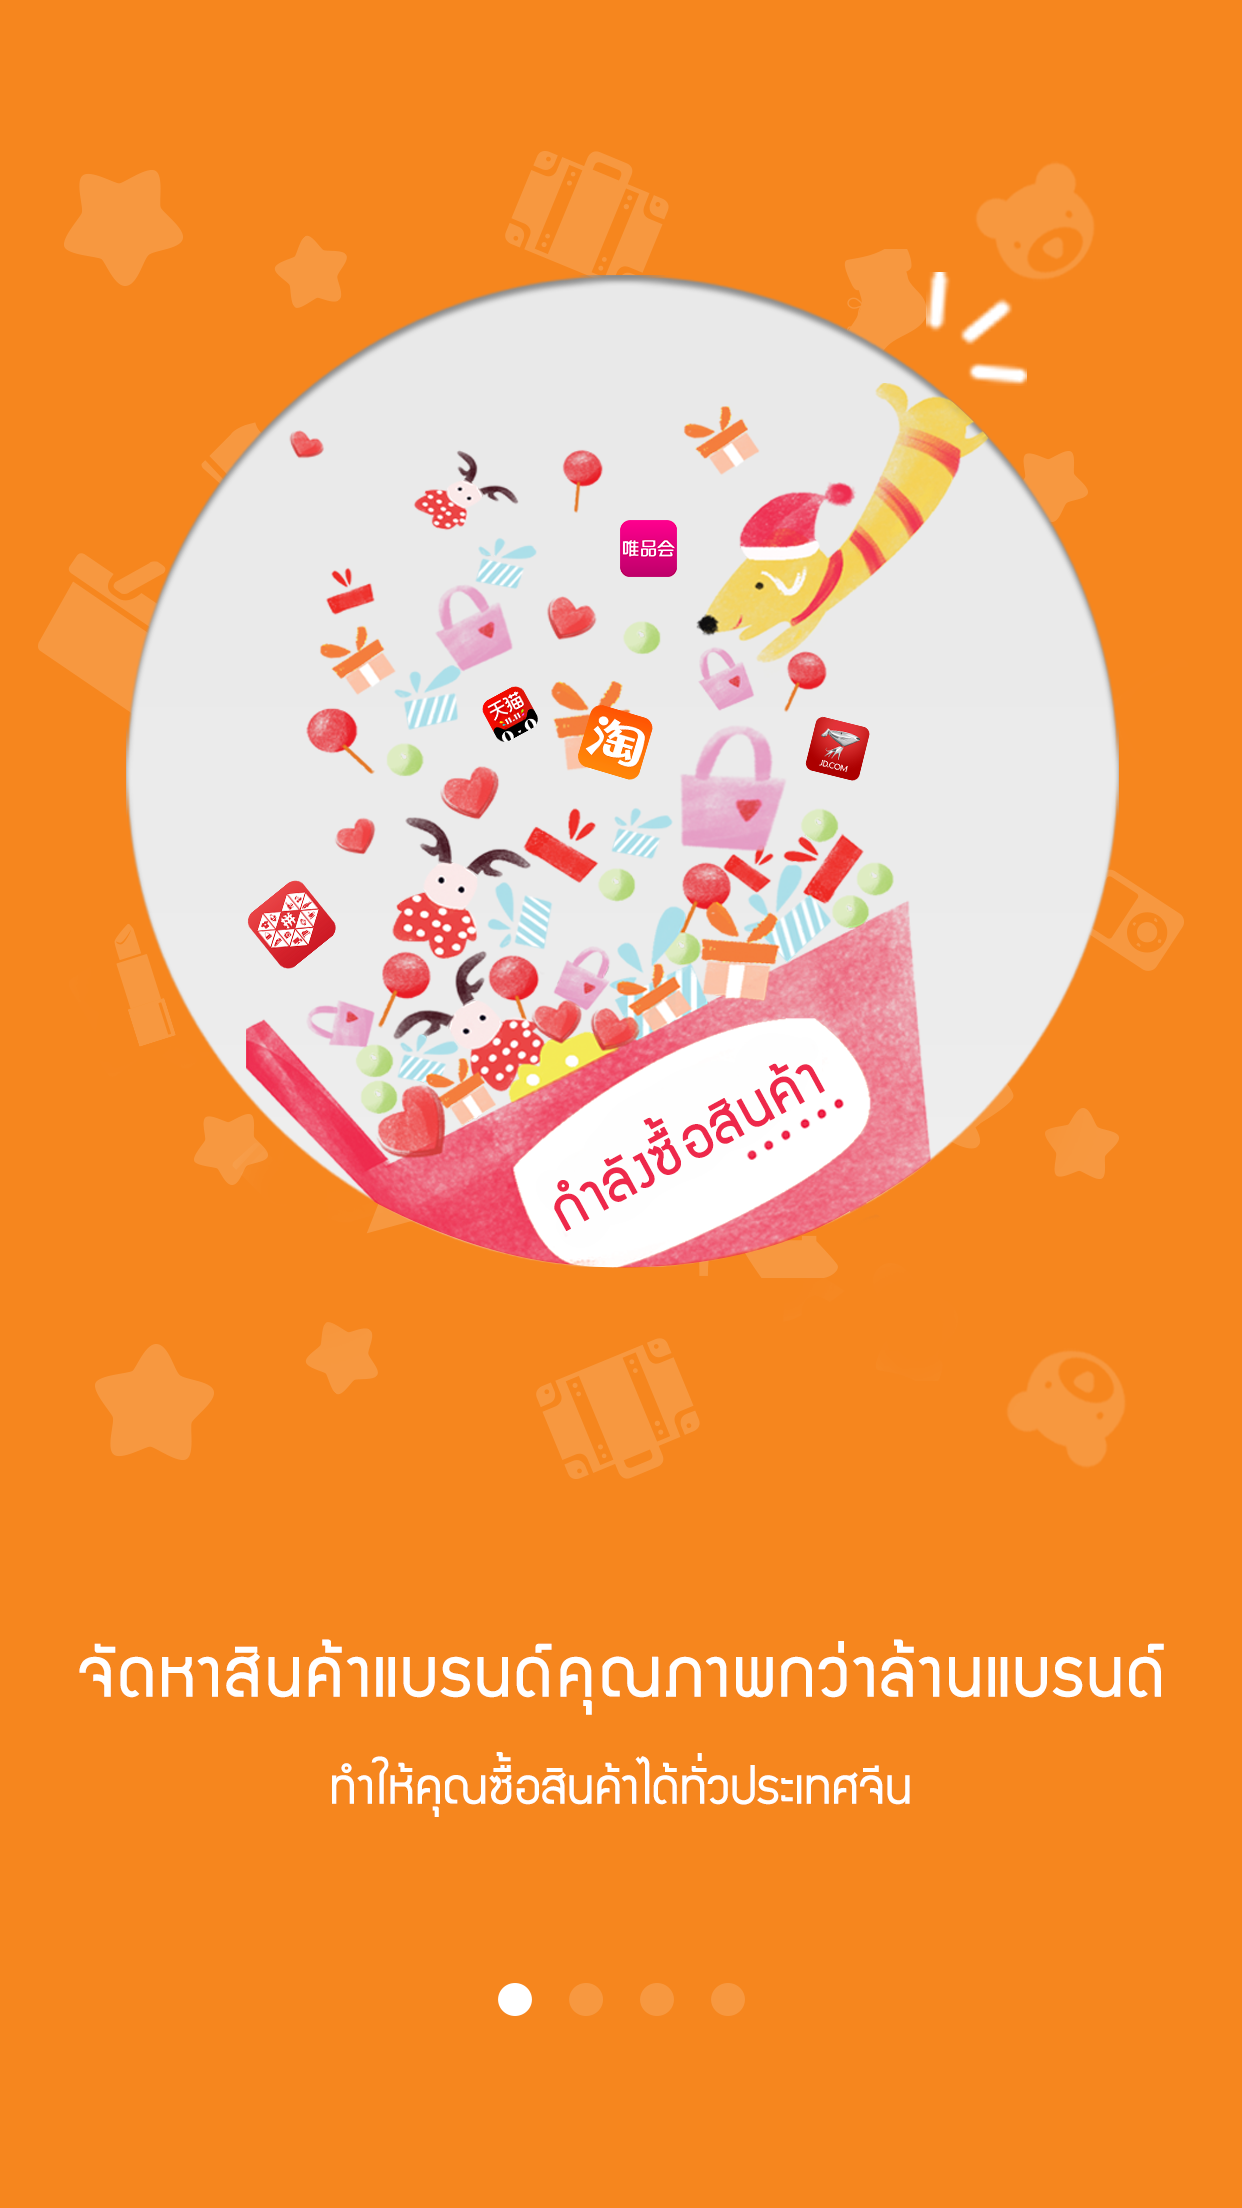 唯品会
天猫
11.11
淘
JD.COM
กำลังซื้อสินค้า
......
จัดหาสินค้าแบรนด์คุณภาพกว่าล้านแบรนด์
ทำให้คุณซื้อสินค้าได้ทั่วประเทศจีน